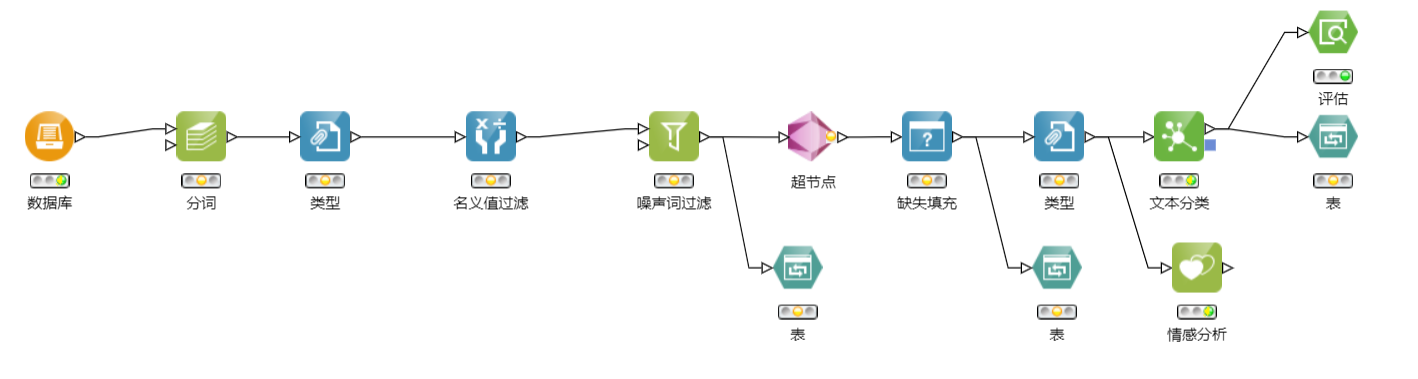 评估
数据库
分词
类型
名义值过滤
噪声词过滤
超节点
缺失填充
类型
文本分类
表
表
表
情感分析